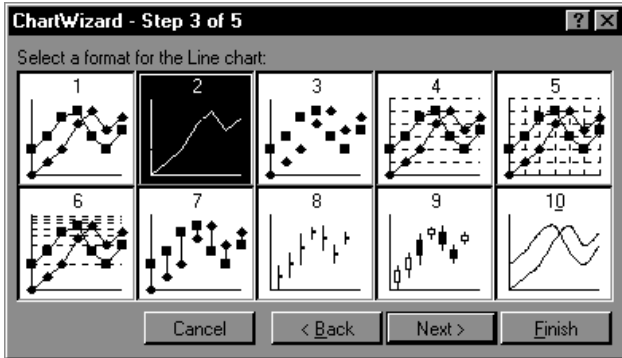 ChartWizard - Step 3 of 5
Select a format for the Line chart:
1 2 3 4 5
6 7 8 9 10
Cancel < Back Next > Finish